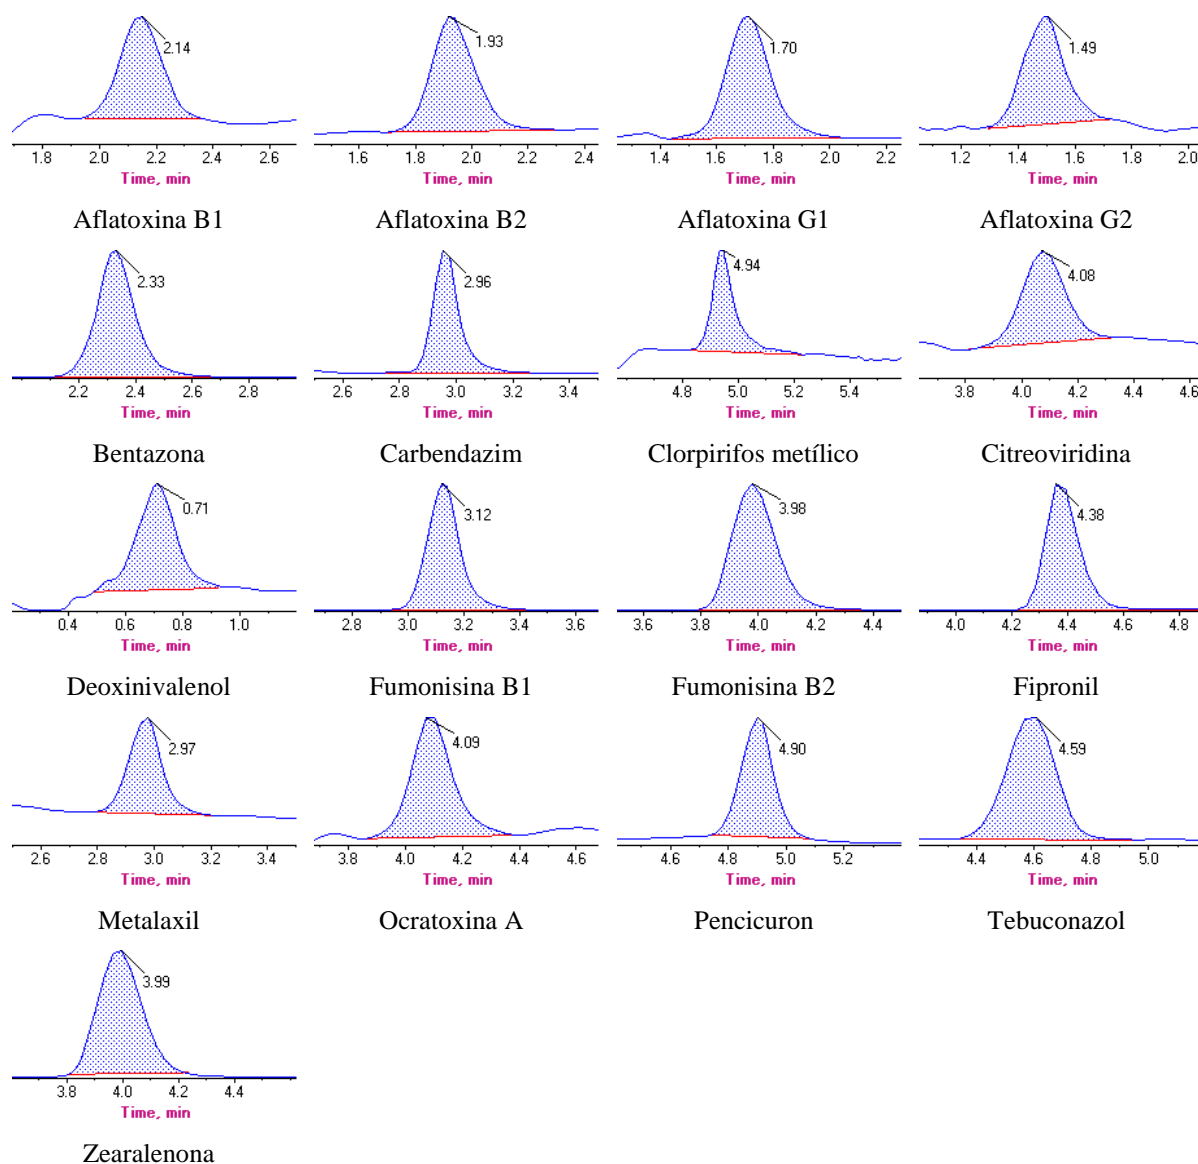 2.14 1.93 1.70 1.49
1.8 2.0 2.2 2.4 2.6 1.6 1.8 2.0 2.2 2.4 1.4 1.6 1.8 2.0 2.2 1.2 1.4 1.6 1.8 2.0
Time, min Time, min Time, min Time, min
Aflatoxina B1 Aflatoxina B2 Aflatoxina G1 Aflatoxina G2
2.33 2.96 4.94 4.08
2.2 2.4 2.6 2.8 2.6 2.8 3.0 3.2 3.4 4.8 5.0 5.1 5.4 3.8 4.0 4.2 4.4 4.6
Time, min Time, min Time, min Time, min
Bentazona Carbendazim Clorpirifos metílico Citreoviridina
0.71 3.12 3.98 4.38
0.4 0.6 0.8 1.0 2.8 3.0 3.2 3.4 3.6 3.6 3.8 4.0 4.2 4.4 4.0 4.2 4.4 4.6 4.8
Time, min Time, min Time, min Time, min
Deoxinivalenol Fumonisina B1 Fumonisina B2 Fipronil
2.97 4.09 4.90 4.59
2.6 2.8 3.0 3.2 3.4 3.8 4.0 4.2 4.4 4.6 4.6 4.8 5.0 5.2 4.4 4.6 4.8 5.0
Time, min Time, min Time, min Time, min
Metalaxil Ocratoxina A Pencicuron Tebuconazol
3.99
3.8 4.0 4.2 4.4
Time, min
Zearalenona